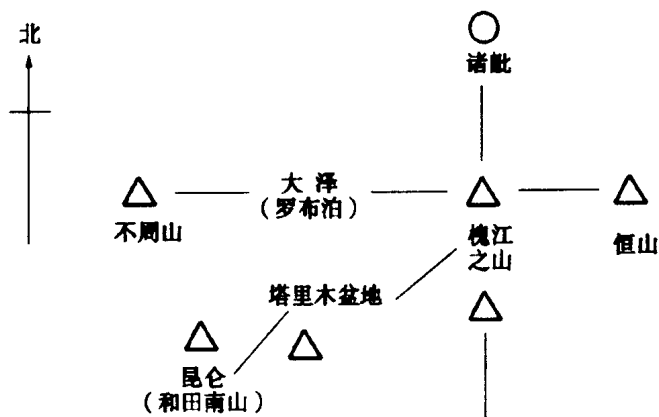 北
诸毗
大泽
（罗布泊）
不周山
槐江
之山
恒山
塔里木盆地
昆仑
（和田南山）